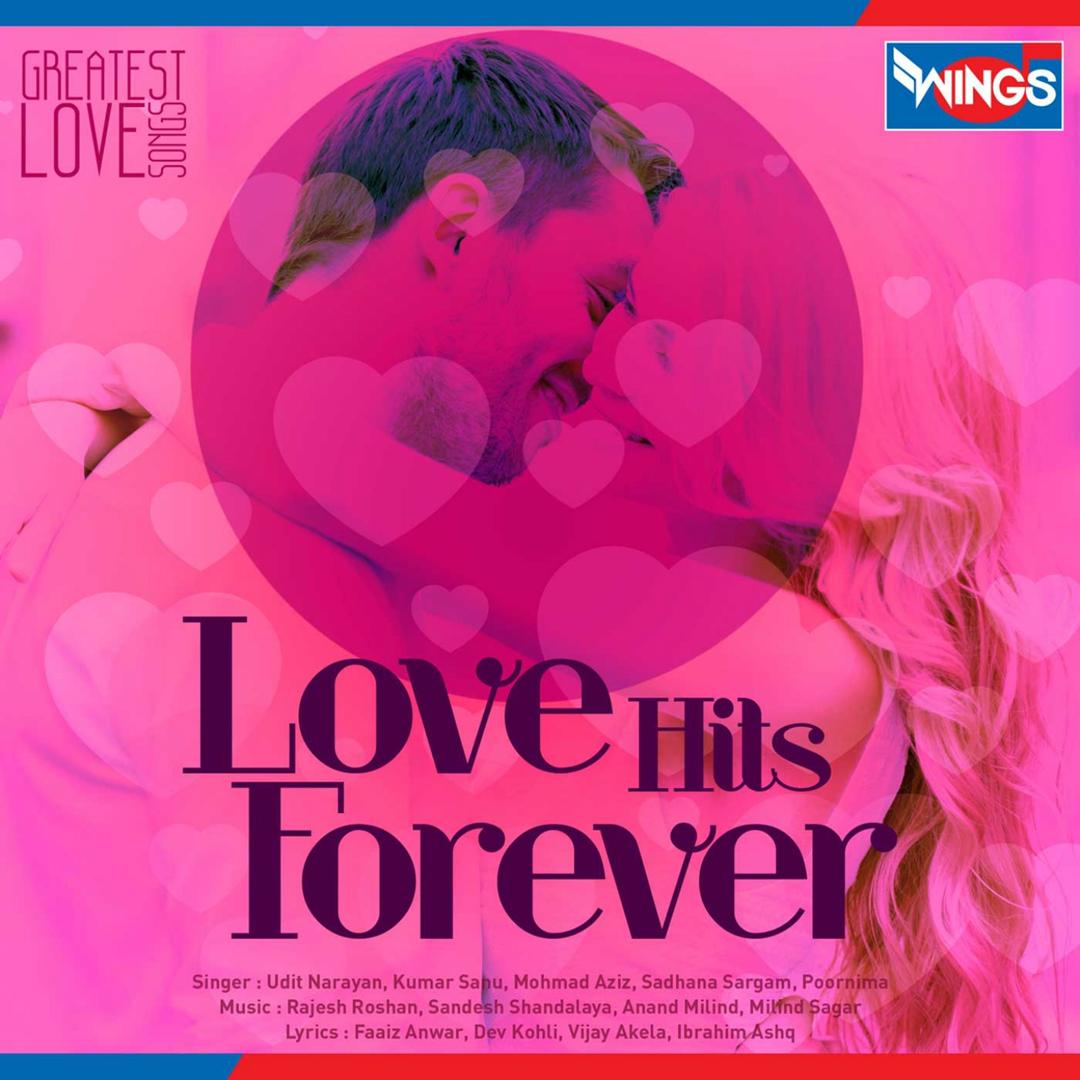 GREATEST
LOVE SONGS
WINGS
Love Hits
Forever
Singer : Udit Narayan, Kumar Sanu, Mohmad Aziz, Sadhana Sargam, Poornima
Music : Rajesh Roshan, Sandesh Shandalaya, Anand Milind, Milind Sagar
Lyrics : Faaiz Anwar, Dev Kohli, Vijay Akela, Ibrahim Ashq